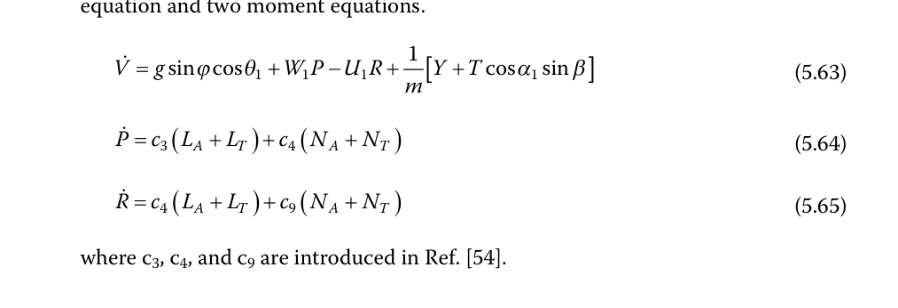 equation and two moment equations.
V̇ = g sinφ cosθ₁ + W₁P − U₁R + 1/m [Y + T cosα₁ sin β] (5.63)
Ṗ = c₃(L_A + L_T) + c₄(N_A + N_T) (5.64)
Ṙ = c₄(L_A + L_T) + c₉(N_A + N_T) (5.65)
where c₃, c₄, and c₉ are introduced in Ref. [54].